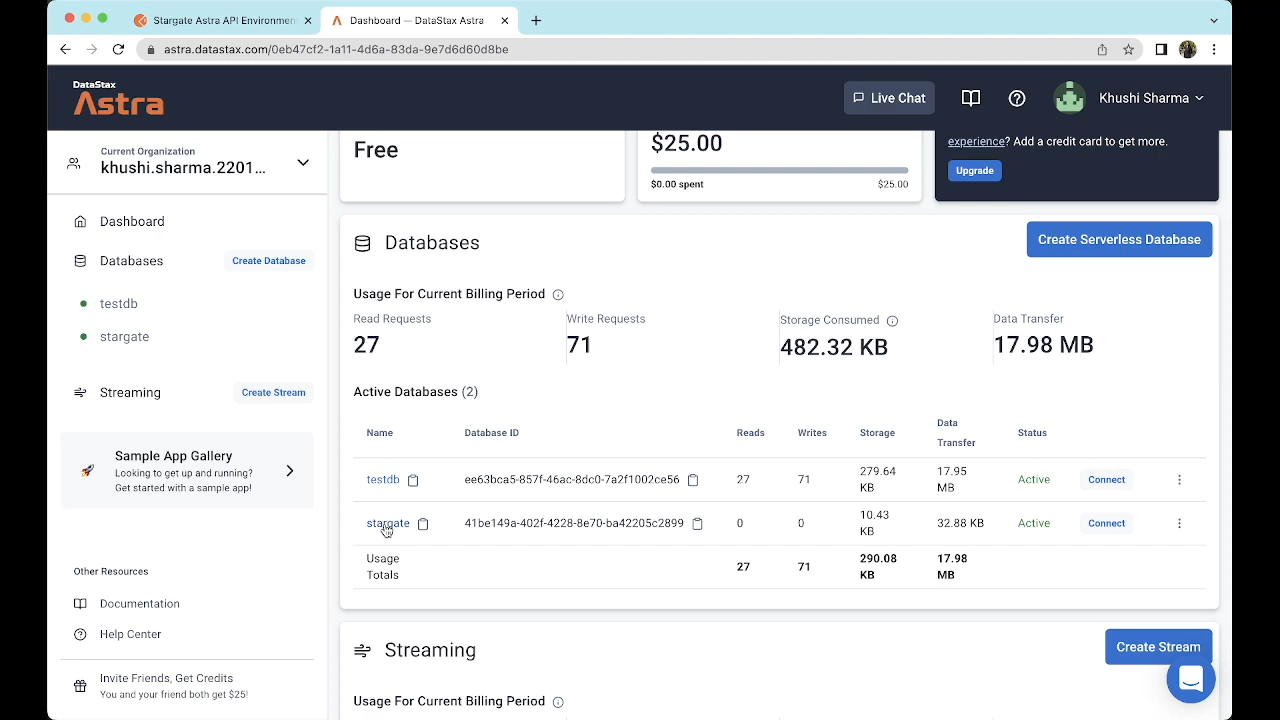 Stargate Astra API Environmen
Dashboard — DataStax Astra
astra.datastax.com/0eb47cf2-1a11-4d6a-83da-9e7d6d60d8be
DataStax
Astra
Live Chat
Khushi Sharma
Current Organization
khushi.sharma.2201...
Dashboard
Databases
Create Database
testdb
stargate
Streaming
Create Stream
Sample App Gallery
Looking to get up and running?
Get started with a sample app!
Other Resources
Documentation
Help Center
Invite Friends, Get Credits
You and your friend both get $25!
Free
$25.00
$0.00 spent
$25.00
experience? Add a credit card to get more.
Upgrade
Databases
Create Serverless Database
Usage For Current Billing Period
Read Requests
27
Write Requests
71
Storage Consumed
482.32 KB
Data Transfer
17.98 MB
Active Databases (2)
Name Database ID Reads Writes Storage Data Transfer Status
testdb ee63bca5-857f-46ac-8dc0-7a2f1002ce56 27 71 279.64 KB 17.95 MB Active Connect
stargate 41be149a-402f-4228-8e70-ba42205c2899 0 0 10.43 KB 32.88 KB Active Connect
Usage Totals 27 71 290.08 KB 17.98 MB
Streaming
Create Stream
Usage For Current Billing Period